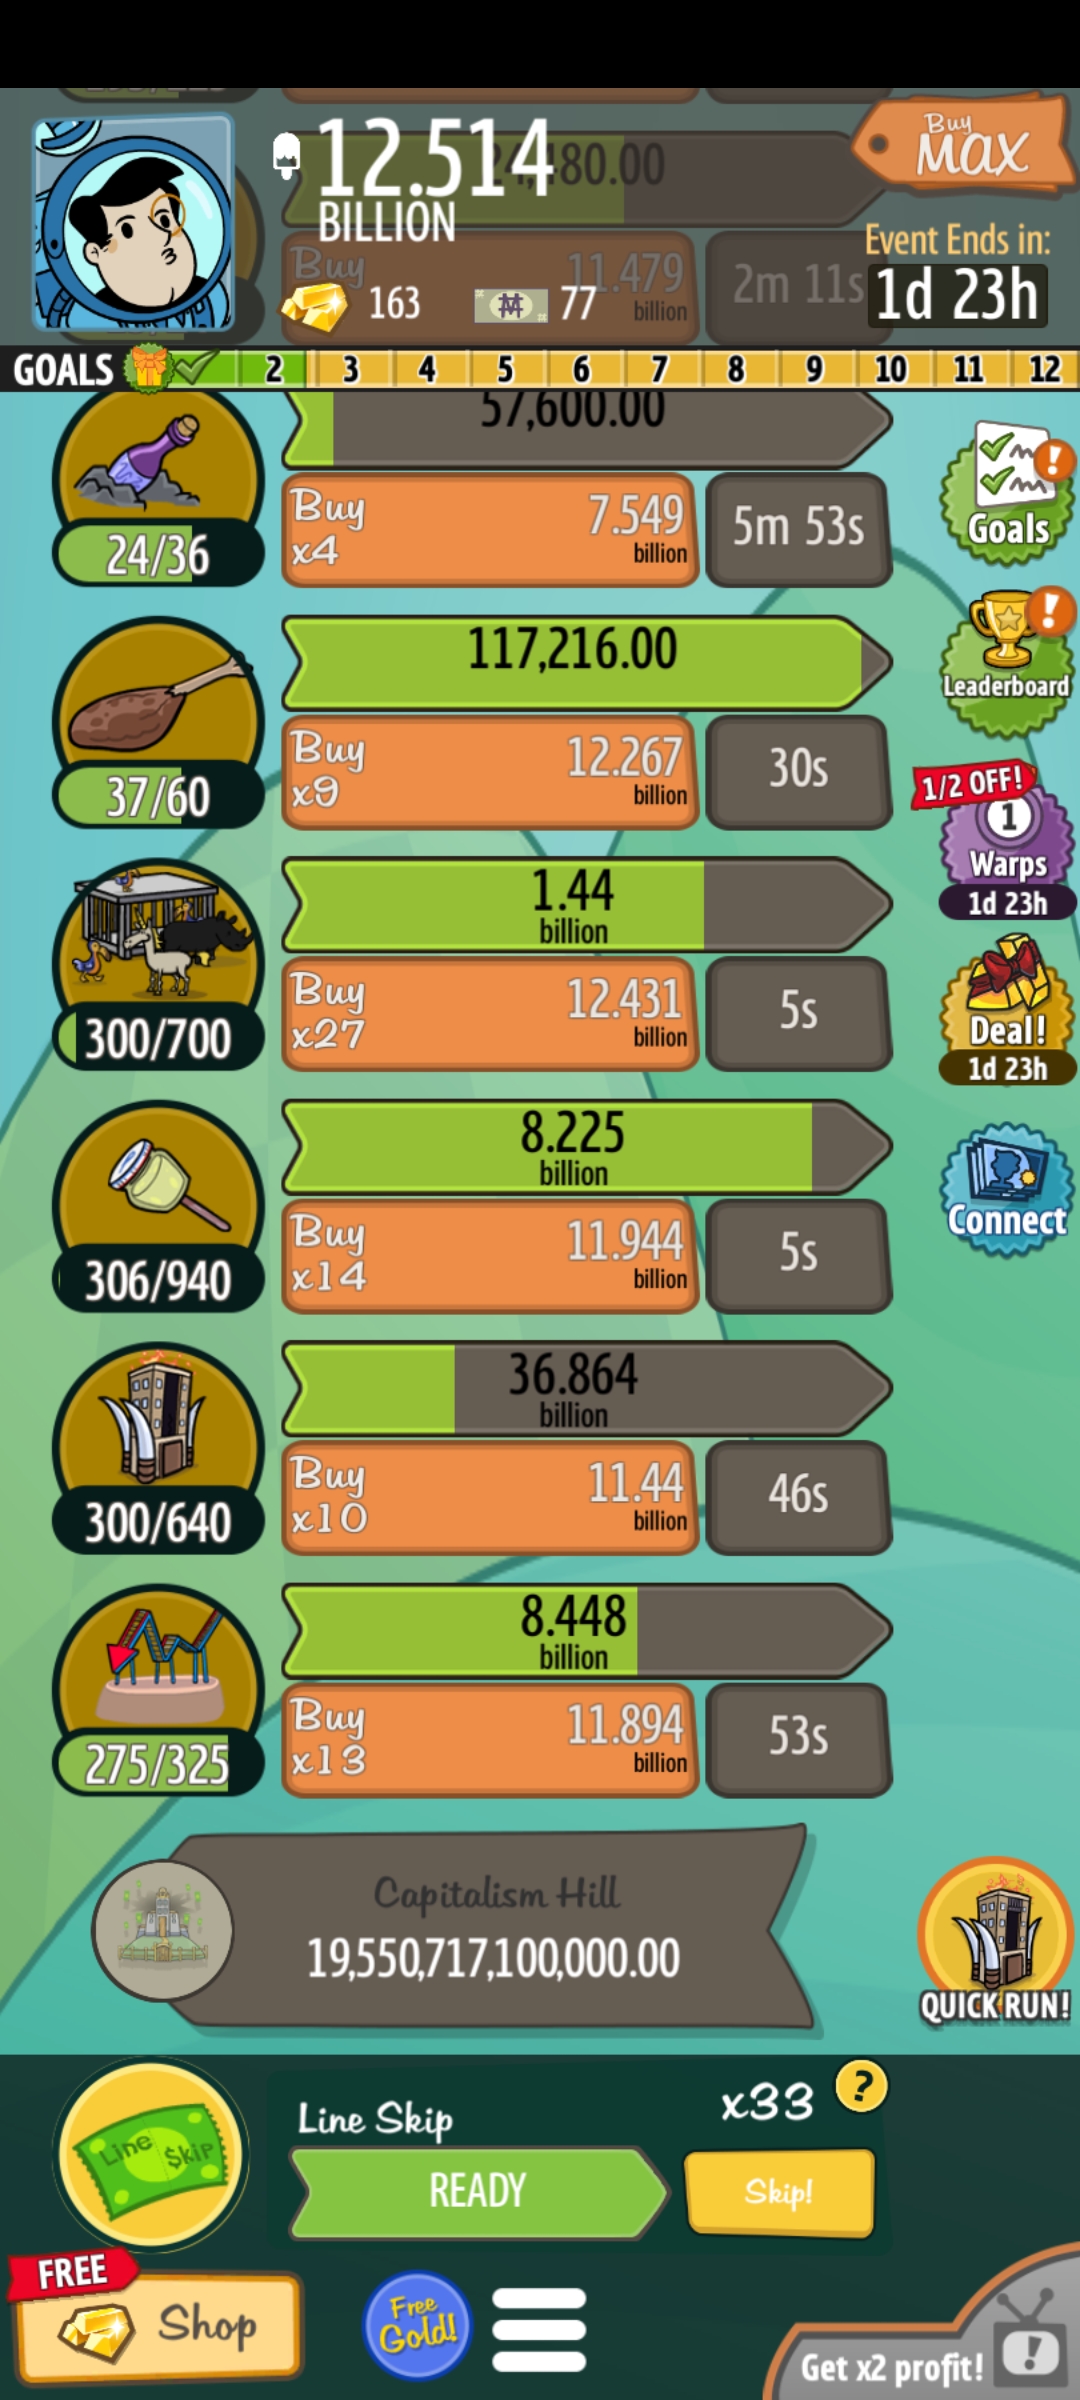 12.514
BILLION
Buy
MAX
24,480.00
Buy
11.479
billion
2m 11s
163
77
Event Ends in:
1d 23h
GOALS 2 3 4 5 6 7 8 9 10 11 12
57,600.00
24/36
Buy
x4
7.549
billion
5m 53s
!
Goals
117,216.00
37/60
Buy
x9
12.267
billion
30s
!
Leaderboard
1/2 OFF!
1
Warps
1d 23h
1.44
billion
300/700
Buy
x27
12.431
billion
5s
Deal!
1d 23h
8.225
billion
306/940
Buy
x14
11.944
billion
5s
Connect
36.864
billion
300/640
Buy
x10
11.44
billion
46s
8.448
billion
275/325
Buy
x13
11.894
billion
53s
Capitalism Hill
19,550,717,100,000.00
QUICK RUN!
Line $kip
Line Skip
x33
?
READY
Skip!
FREE
Shop
Free
Gold!
Get x2 profit!
!